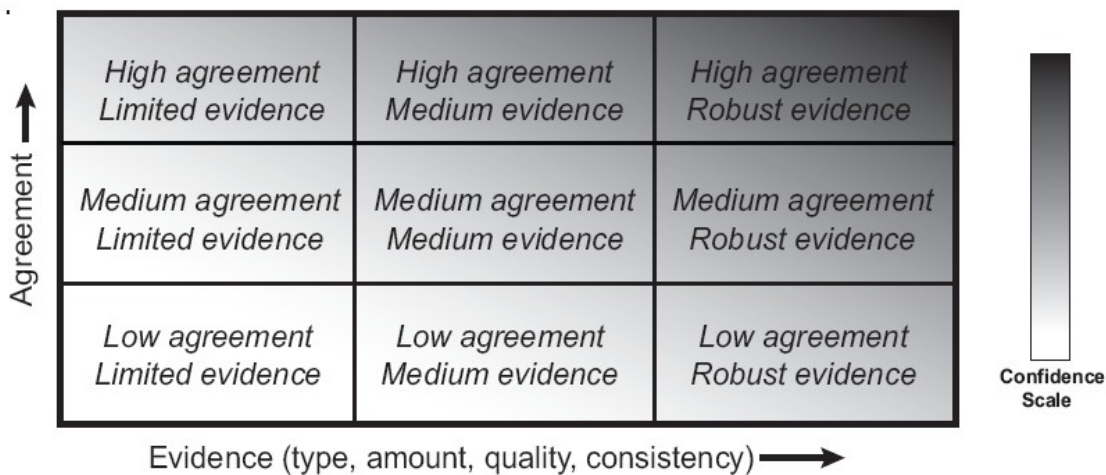 High agreement
Limited evidence
High agreement
Medium evidence
High agreement
Robust evidence
Medium agreement
Limited evidence
Medium agreement
Medium evidence
Medium agreement
Robust evidence
Low agreement
Limited evidence
Low agreement
Medium evidence
Low agreement
Robust evidence
Agreement
Evidence (type, amount, quality, consistency)
Confidence
Scale